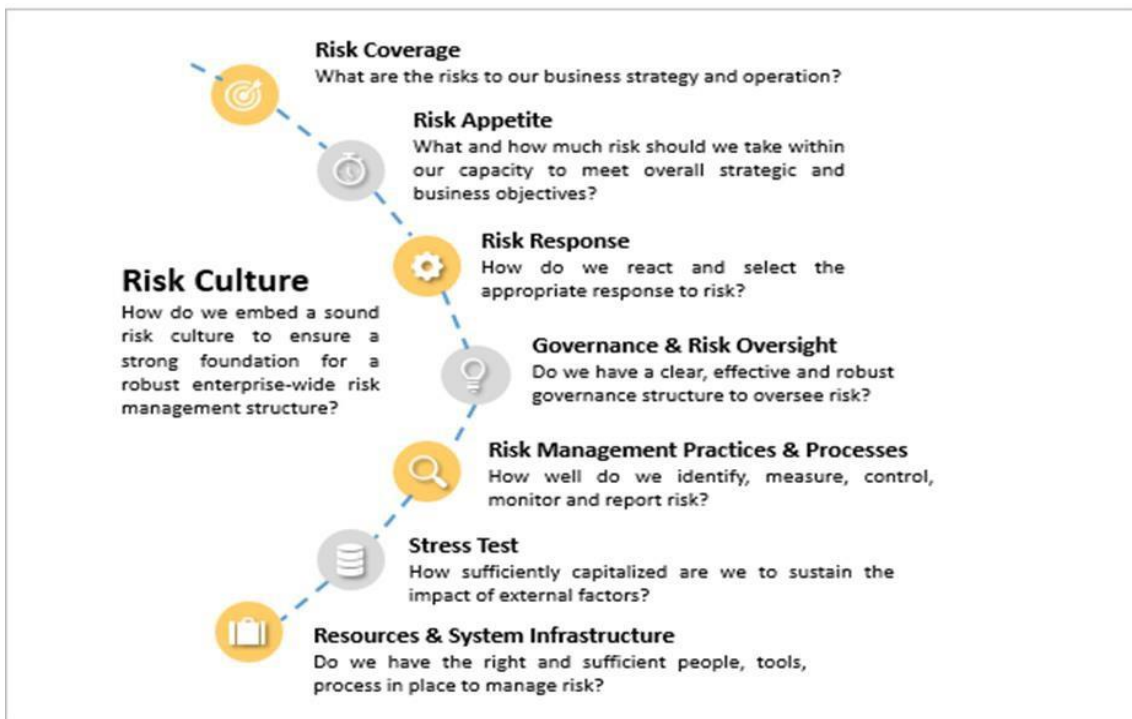 Risk Coverage
What are the risks to our business strategy and operation?
Risk Appetite
What and how much risk should we take within
our capacity to meet overall strategic and
business objectives?
Risk Response
How do we react and select the
appropriate response to risk?
Risk Culture
How do we embed a sound
risk culture to ensure a
strong foundation for a
robust enterprise-wide risk
management structure?
Governance & Risk Oversight
Do we have a clear, effective and robust
governance structure to oversee risk?
Risk Management Practices & Processes
How well do we identify, measure, control,
monitor and report risk?
Stress Test
How sufficiently capitalized are we to sustain the
impact of external factors?
Resources & System Infrastructure
Do we have the right and sufficient people, tools,
process in place to manage risk?